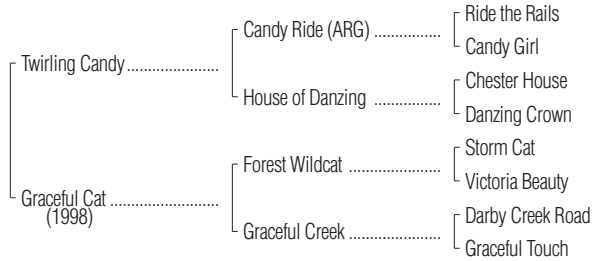 Ride the Rails
Candy Ride (ARG) ................
Candy Girl
Twirling Candy ......................
Chester House
House of Danzing ................
Danzing Crown
Storm Cat
Forest Wildcat ......................
Victoria Beauty
Graceful Cat ..........................
(1998)
Darby Creek Road
Graceful Creek ......................
Graceful Touch